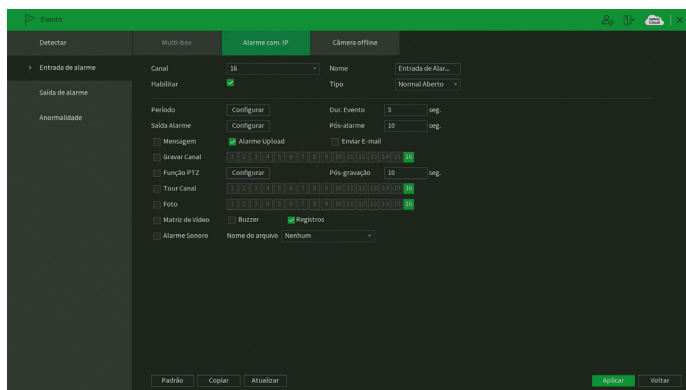 Evento
Detectar Multi-box Alarme cam. IP Câmera offline
Entrada de alarme Canal 16 Nome Entrada de Alar...
Habilitar Tipo Normal Aberto
Saída de alarme
Período Configurar Dur. Evento 5 seg.
Anormalidade
Saída Alarme Configurar Pós-alarme 10 seg.
Mensagem Alarme Upload Enviar E-mail
Gravar Canal 1 2 3 4 5 6 7 8 9 10 11 12 13 14 15 16
Função PTZ Configurar Pós-gravação 10 seg.
Tour Canal 1 2 3 4 5 6 7 8 9 10 11 12 13 14 15 16
Foto 1 2 3 4 5 6 7 8 9 10 11 12 13 14 15 16
Matriz de Vídeo Buzzer Registros
Alarme Sonoro Nome do arquivo Nenhum
Padrão Copiar Atualizar Aplicar Voltar